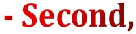 - Second,